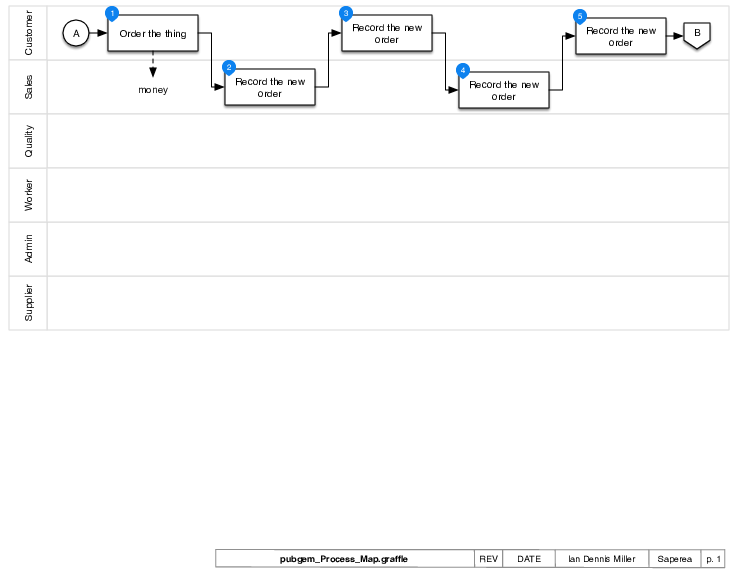 Customer
A
1
Order the thing
money
3
Record the new
order
5
Record the new
order
B
Sales
2
Record the new
order
4
Record the new
order
Quality
Worker
Admin
Supplier
pubgem_Process_Map.graffle REV DATE Ian Dennis Miller Saperea p. 1